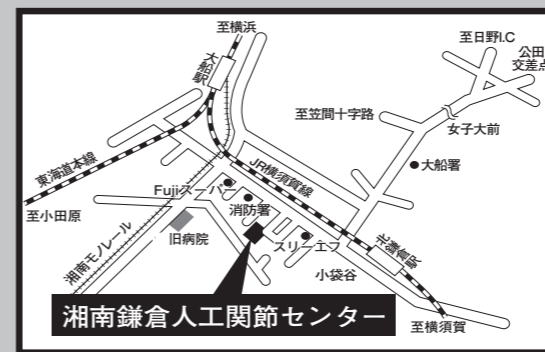 至横浜
大船駅
至日野I.C
公田
交差点
至笠間十字路
女子大前
大船署
東海道本線
JR横須賀線
Fujiスーパー
消防署
至小田原
湘南モノレール
旧病院
スリーエフ
北鎌倉駅
小袋谷
湘南鎌倉人工関節センター
至横須賀